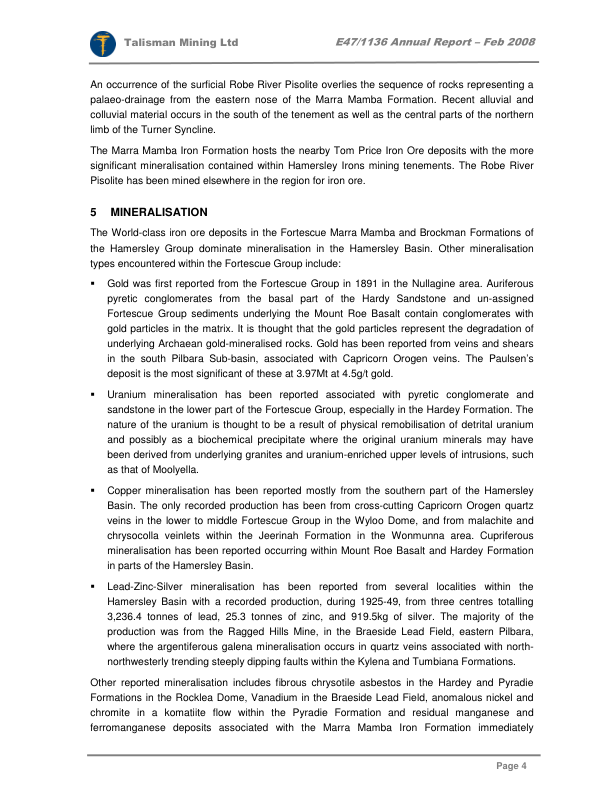 Talisman Mining Ltd E47/1136 Annual Report – Feb 2008
An occurrence of the surficial Robe River Pisolite overlies the sequence of rocks representing a
palaeo-drainage from the eastern nose of the Marra Mamba Formation. Recent alluvial and
colluvial material occurs in the south of the tenement as well as the central parts of the northern
limb of the Turner Syncline.
The Marra Mamba Iron Formation hosts the nearby Tom Price Iron Ore deposits with the more
significant mineralisation contained within Hamersley Irons mining tenements. The Robe River
Pisolite has been mined elsewhere in the region for iron ore.
5 MINERALISATION
The World-class iron ore deposits in the Fortescue Marra Mamba and Brockman Formations of
the Hamersley Group dominate mineralisation in the Hamersley Basin. Other mineralisation
types encountered within the Fortescue Group include:
▪ Gold was first reported from the Fortescue Group in 1891 in the Nullagine area. Auriferous
pyretic conglomerates from the basal part of the Hardy Sandstone and un-assigned
Fortescue Group sediments underlying the Mount Roe Basalt contain conglomerates with
gold particles in the matrix. It is thought that the gold particles represent the degradation of
underlying Archaean gold-mineralised rocks. Gold has been reported from veins and shears
in the south Pilbara Sub-basin, associated with Capricorn Orogen veins. The Paulsen's
deposit is the most significant of these at 3.97Mt at 4.5g/t gold.
▪ Uranium mineralisation has been reported associated with pyretic conglomerate and
sandstone in the lower part of the Fortescue Group, especially in the Hardey Formation. The
nature of the uranium is thought to be a result of physical remobilisation of detrital uranium
and possibly as a biochemical precipitate where the original uranium minerals may have
been derived from underlying granites and uranium-enriched upper levels of intrusions, such
as that of Moolyella.
▪ Copper mineralisation has been reported mostly from the southern part of the Hamersley
Basin. The only recorded production has been from cross-cutting Capricorn Orogen quartz
veins in the lower to middle Fortescue Group in the Wyloo Dome, and from malachite and
chrysocolla veinlets within the Jeerinah Formation in the Wonmunna area. Cupriferous
mineralisation has been reported occurring within Mount Roe Basalt and Hardey Formation
in parts of the Hamersley Basin.
▪ Lead-Zinc-Silver mineralisation has been reported from several localities within the
Hamersley Basin with a recorded production, during 1925-49, from three centres totalling
3,236.4 tonnes of lead, 25.3 tonnes of zinc, and 919.5kg of silver. The majority of the
production was from the Ragged Hills Mine, in the Braeside Lead Field, eastern Pilbara,
where the argentiferous galena mineralisation occurs in quartz veins associated with north-
northwesterly trending steeply dipping faults within the Kylena and Tumbiana Formations.
Other reported mineralisation includes fibrous chrysotile asbestos in the Hardey and Pyradie
Formations in the Rocklea Dome, Vanadium in the Braeside Lead Field, anomalous nickel and
chromite in a komatiite flow within the Pyradie Formation and residual manganese and
ferromanganese deposits associated with the Marra Mamba Iron Formation immediately
Page 4